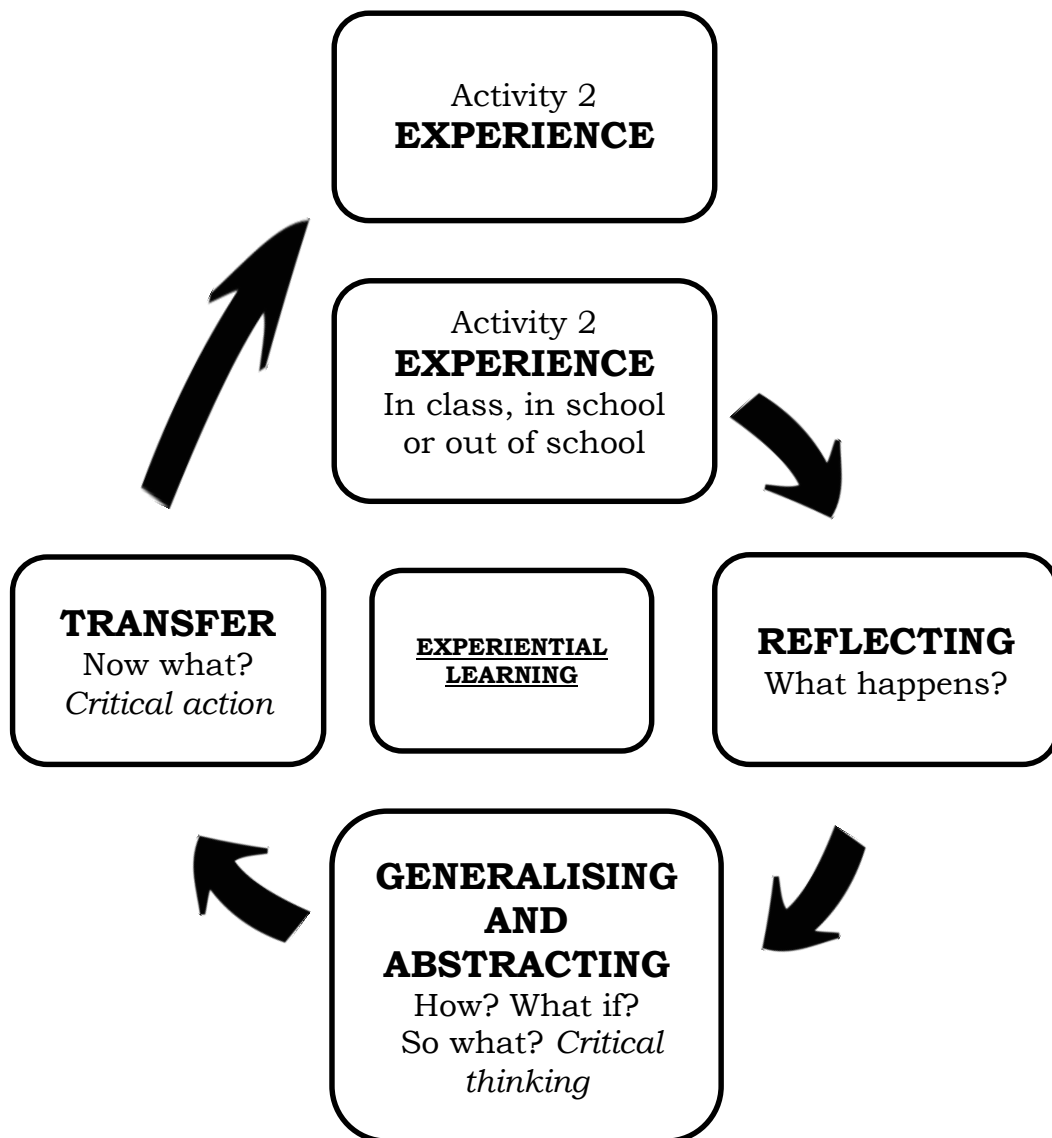 Activity 2
EXPERIENCE
Activity 2
EXPERIENCE
In class, in school
or out of school
TRANSFER
Now what?
Critical action
EXPERIENTIAL
LEARNING
REFLECTING
What happens?
GENERALISING
AND
ABSTRACTING
How? What if?
So what? Critical
thinking